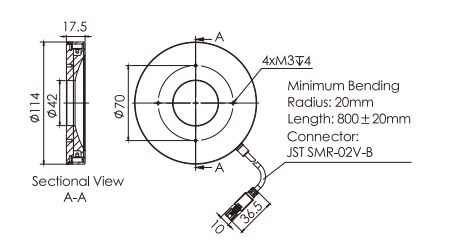 17.5
A
4xM3↧4
Ø114
Ø42
Ø70
Minimum Bending
Radius: 20mm
Length: 800±20mm
Connector:
JST SMR-02V-B
A
Sectional View
A-A
10
36.5